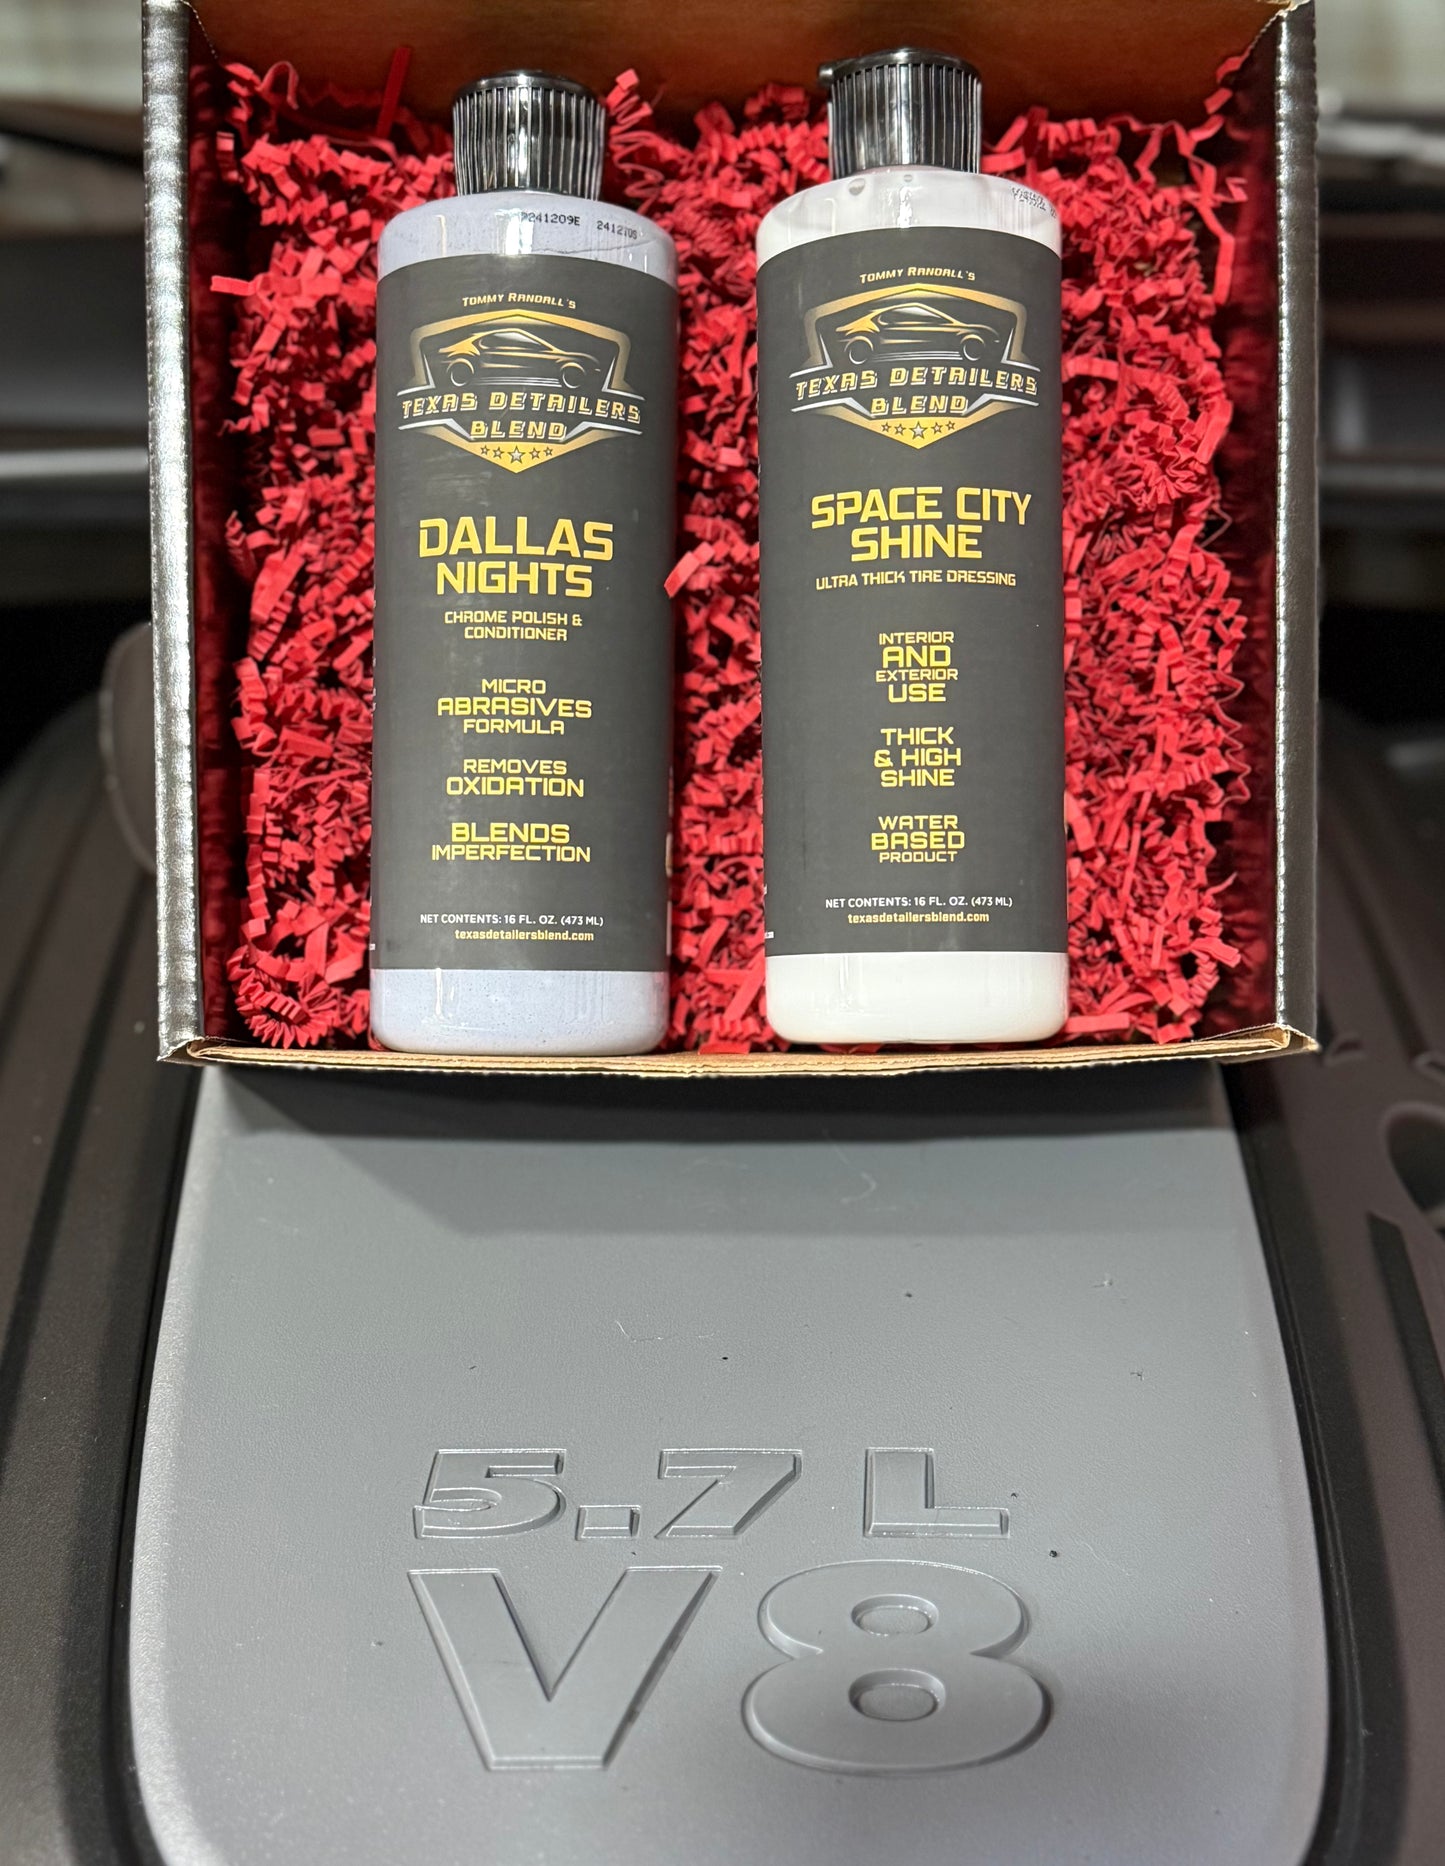 P241209E 241210S
TOMMY RANDALL'S
TEXAS DETAILERS
BLEND
DALLAS
NIGHTS
CHROME POLISH &
CONDITIONER
MICRO
ABRASIVES
FORMULA
REMOVES
OXIDATION
BLENDS
IMPERFECTION
NET CONTENTS: 16 FL. OZ. (473 ML)
texasdetailersblend.com
TOMMY RANDALL'S
TEXAS DETAILERS
BLEND
SPACE CITY
SHINE
ULTRA THICK TIRE DRESSING
INTERIOR
AND
EXTERIOR
USE
THICK
& HIGH
SHINE
WATER
BASED
PRODUCT
NET CONTENTS: 16 FL. OZ. (473 ML)
texasdetailersblend.com
5.7 L
V8